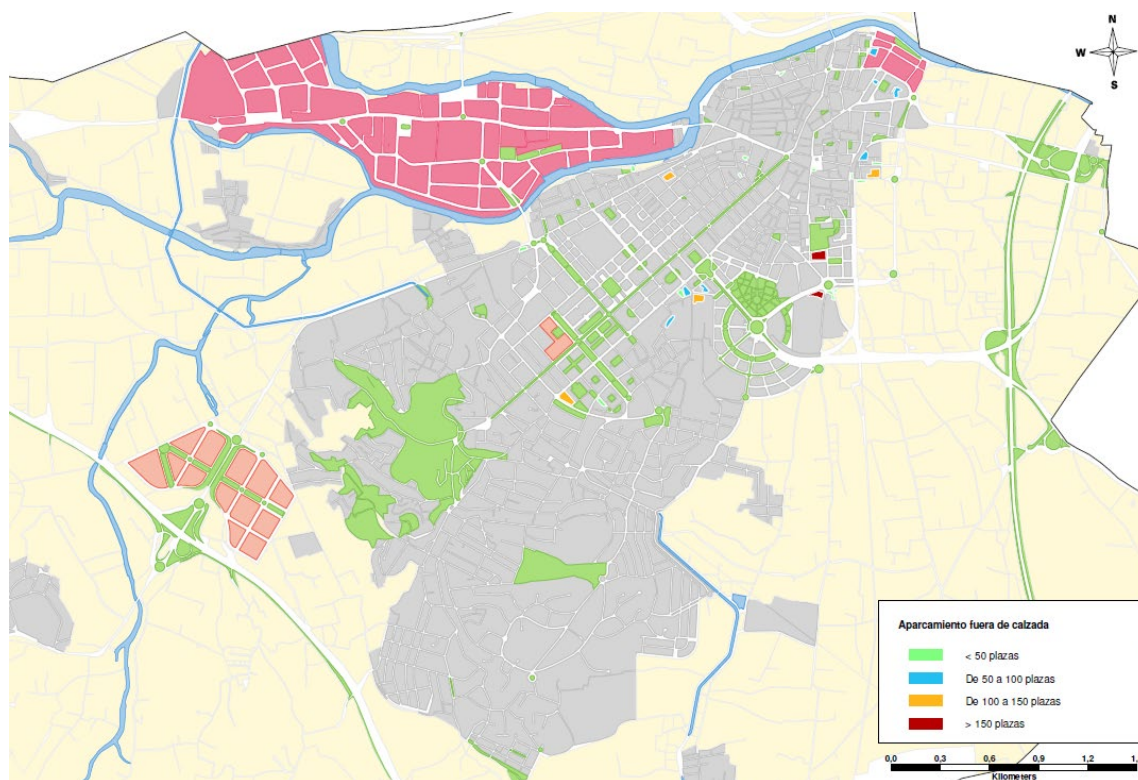 N
W
S
Aparcamiento fuera de calzada
< 50 plazas
De 50 a 100 plazas
De 100 a 150 plazas
> 150 plazas
0,0 0,3 0,6 0,9 1,2
Kilometers